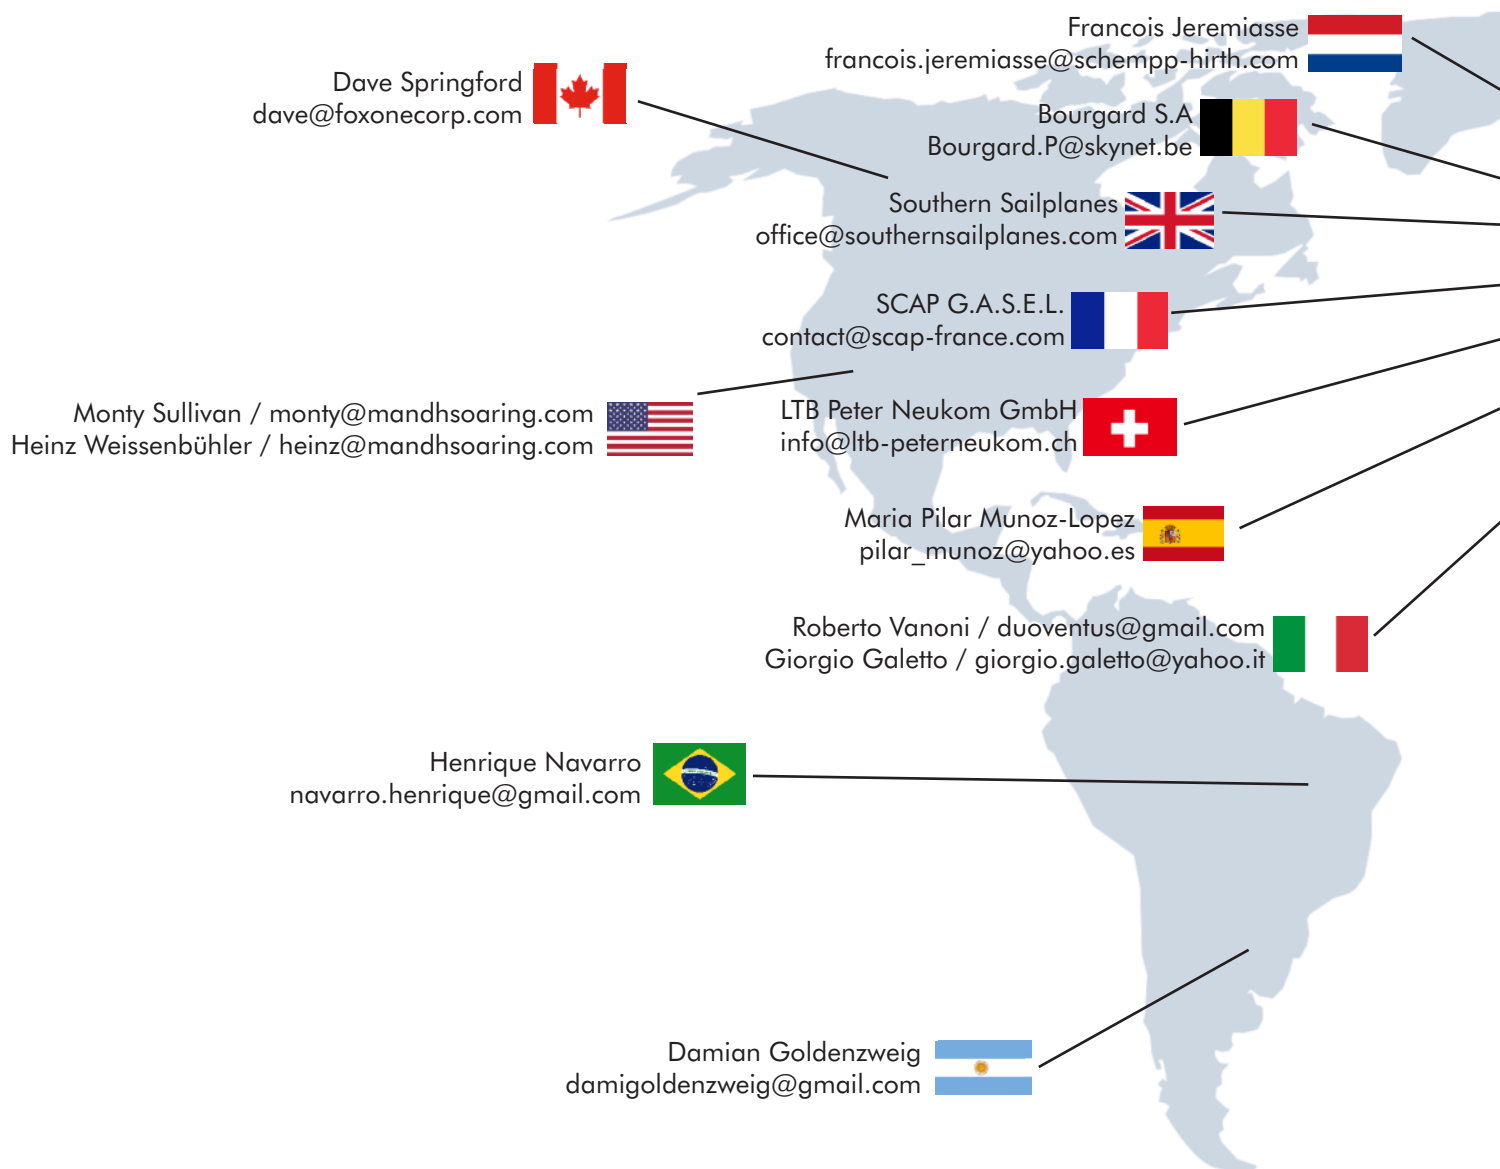 Francois Jeremiasse
francois.jeremiasse@schempp-hirth.com
Dave Springford
dave@foxonecorp.com
Bourgard S.A
Bourgard.P@skynet.be
Southern Sailplanes
office@southernsailplanes.com
SCAP G.A.S.E.L.
contact@scap-france.com
Monty Sullivan / monty@mandhsoaring.com
Heinz Weissenbühler / heinz@mandhsoaring.com
LTB Peter Neukom GmbH
info@ltb-peterneukom.ch
Maria Pilar Munoz-Lopez
pilar_munoz@yahoo.es
Roberto Vanoni / duoventus@gmail.com
Giorgio Galetto / giorgio.galetto@yahoo.it
Henrique Navarro
navarro.henrique@gmail.com
Damian Goldenzweig
damigoldenzweig@gmail.com